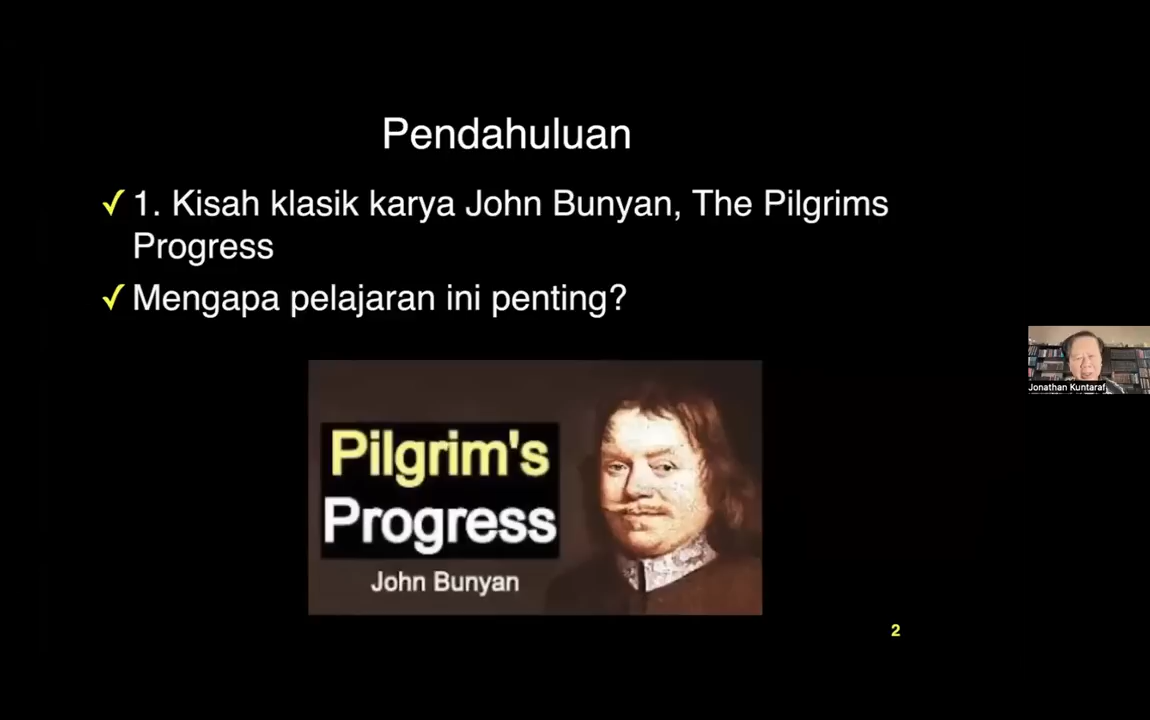 Pendahuluan
✓ 1. Kisah klasik karya John Bunyan, The Pilgrims
Progress
✓ Mengapa pelajaran ini penting?
Pilgrim's
Progress
John Bunyan
Jonathan Kuntaraf
2